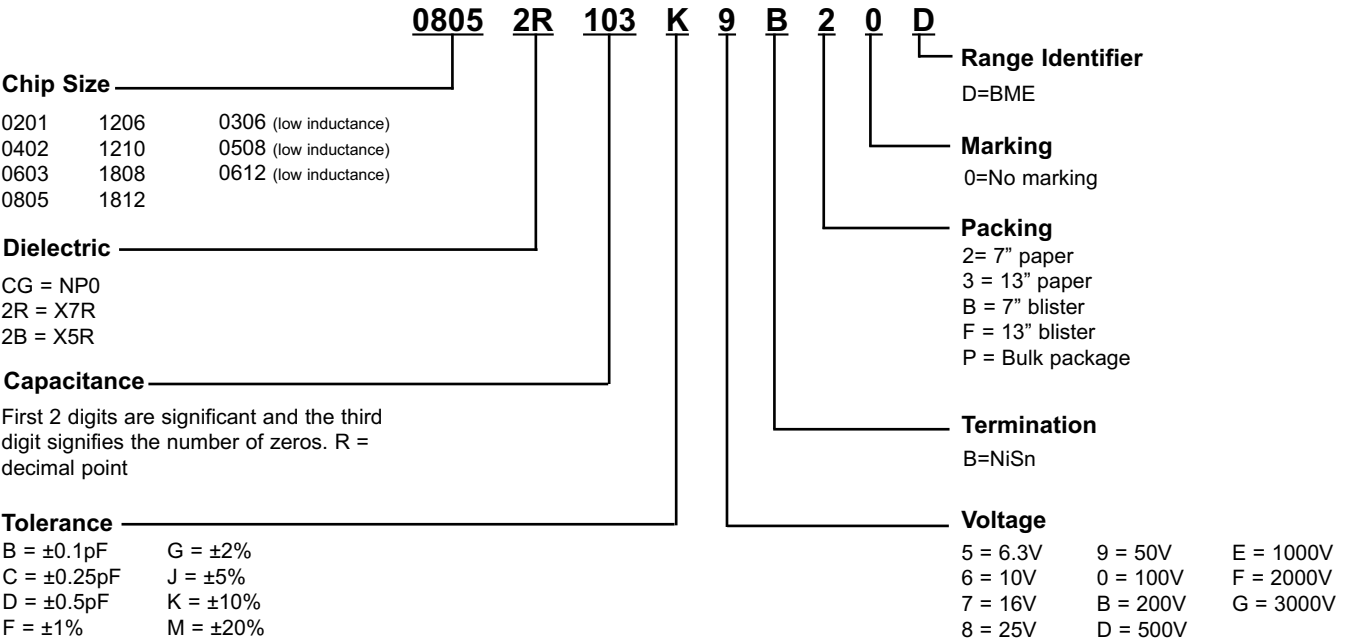 0805 2R 103 K 9 B 2 0 D
Chip Size
0201 1206 0306 (low inductance)
0402 1210 0508 (low inductance)
0603 1808 0612 (low inductance)
0805 1812
Dielectric
CG = NP0
2R = X7R
2B = X5R
Capacitance
First 2 digits are significant and the third
digit signifies the number of zeros. R =
decimal point
Tolerance
B = ±0.1pF G = ±2%
C = ±0.25pF J = ±5%
D = ±0.5pF K = ±10%
F = ±1% M = ±20%
Range Identifier
D=BME
Marking
0=No marking
Packing
2= 7” paper
3 = 13” paper
B = 7” blister
F = 13” blister
P = Bulk package
Termination
B=NiSn
Voltage
5 = 6.3V 9 = 50V E = 1000V
6 = 10V 0 = 100V F = 2000V
7 = 16V B = 200V G = 3000V
8 = 25V D = 500V